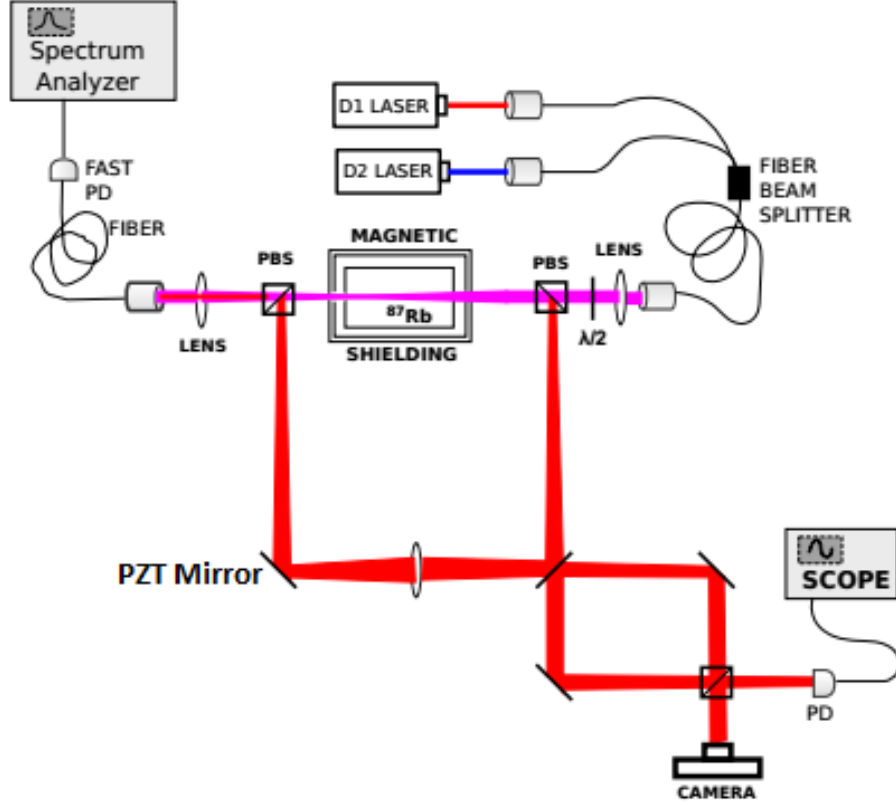 Spectrum
Analyzer
D1 LASER
D2 LASER
FIBER
BEAM
SPLITTER
FAST
PD
FIBER
PBS
MAGNETIC
PBS
LENS
⁸⁷Rb
LENS
SHIELDING
λ/2
PZT Mirror
SCOPE
PD
CAMERA